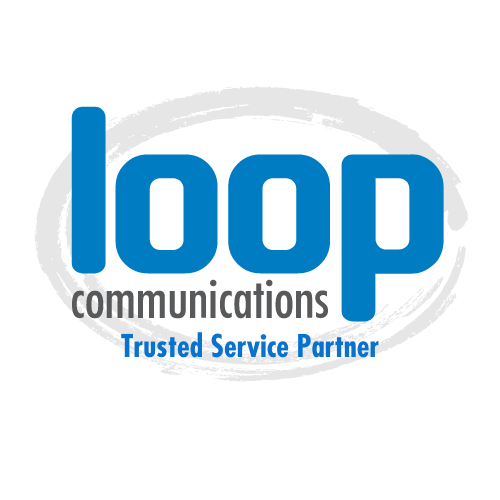 loop
communications
Trusted Service Partner